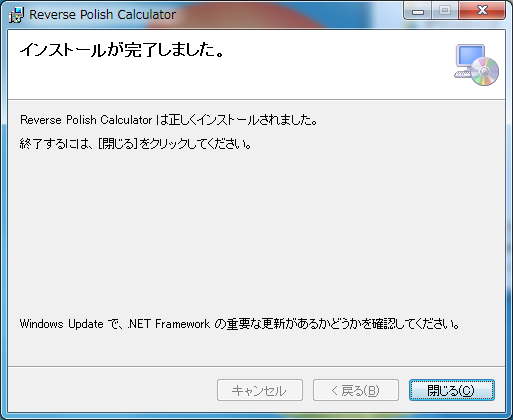 Reverse Polish Calculator
インストールが完了しました。
Reverse Polish Calculator は正しくインストールされました。
終了するには、[閉じる]をクリックしてください。
Windows Update で、.NET Framework の重要な更新があるかどうかを確認してください。
キャンセル
< 戻る(B)
閉じる(C)